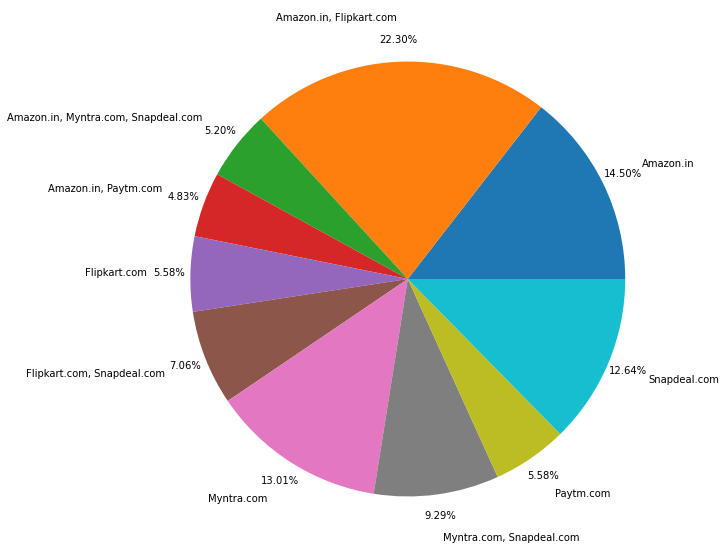 Amazon.in, Flipkart.com
22.30%
Amazon.in, Myntra.com, Snapdeal.com
5.20%
Amazon.in
14.50%
Amazon.in, Paytm.com
4.83%
Flipkart.com
5.58%
Flipkart.com, Snapdeal.com
7.06%
12.64%
Snapdeal.com
13.01%
Myntra.com
5.58%
Paytm.com
9.29%
Myntra.com, Snapdeal.com